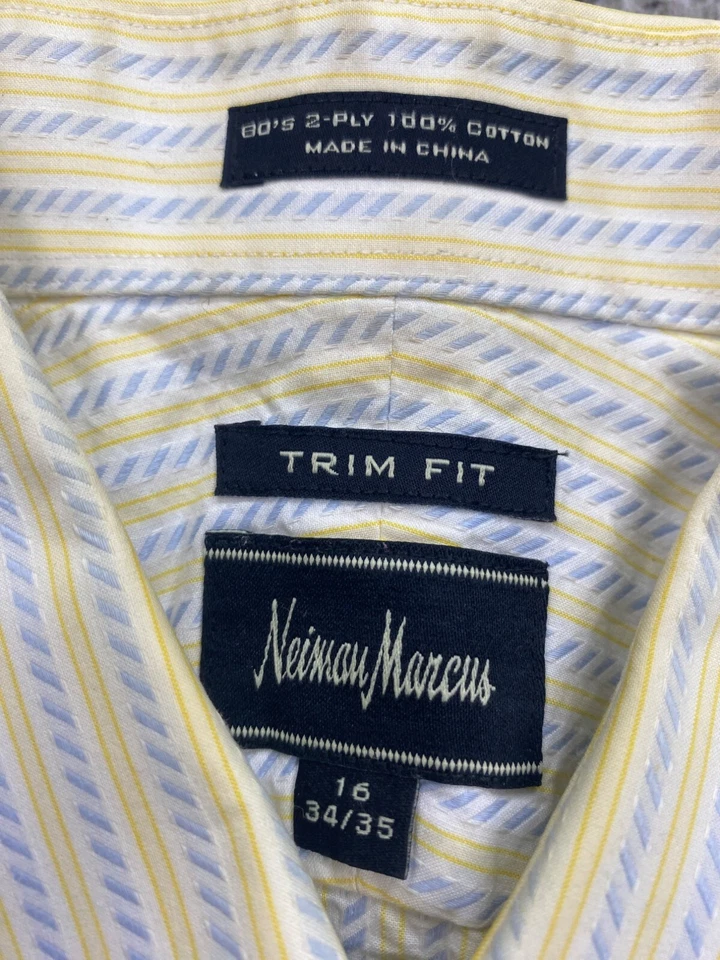 80'S 2-PLY 100% COTTON
MADE IN CHINA
TRIM FIT
Neiman Marcus
16
34/35